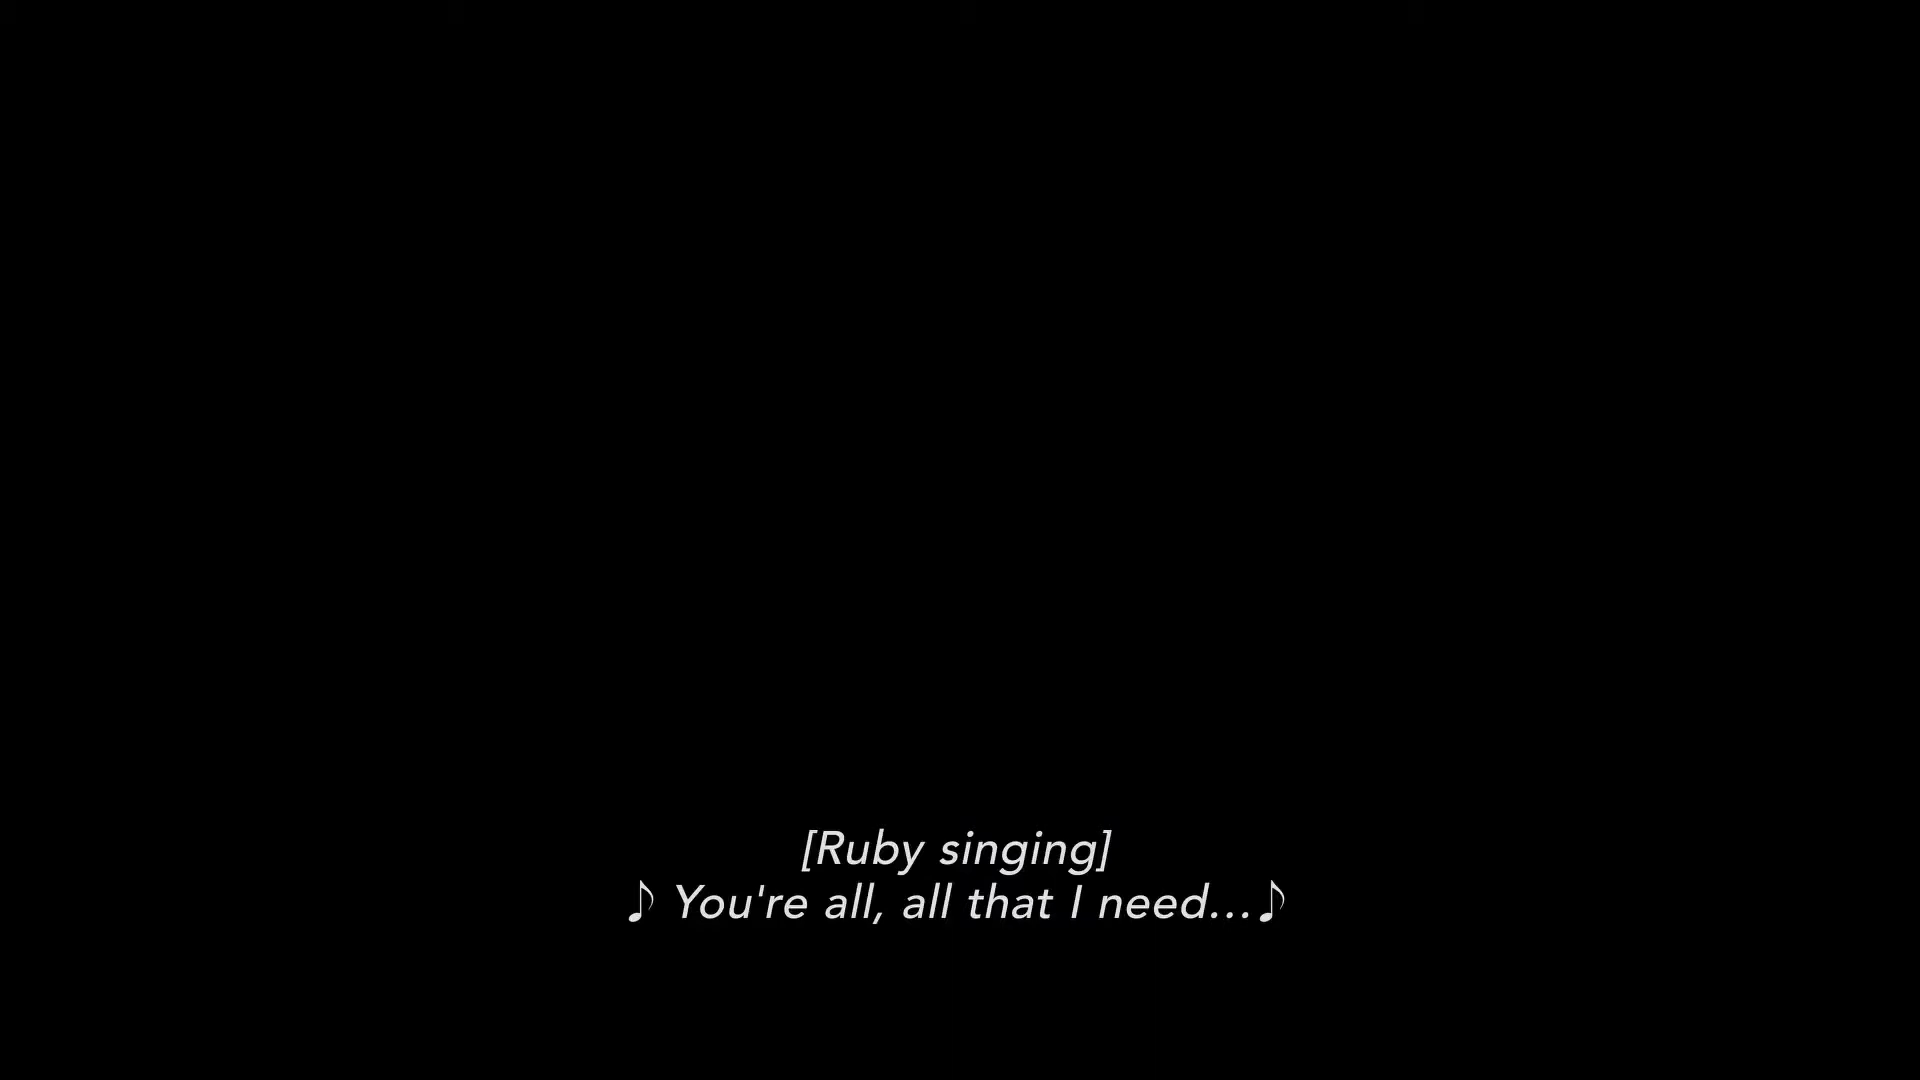 [Ruby singing]
♪ You're all, all that I need...♪